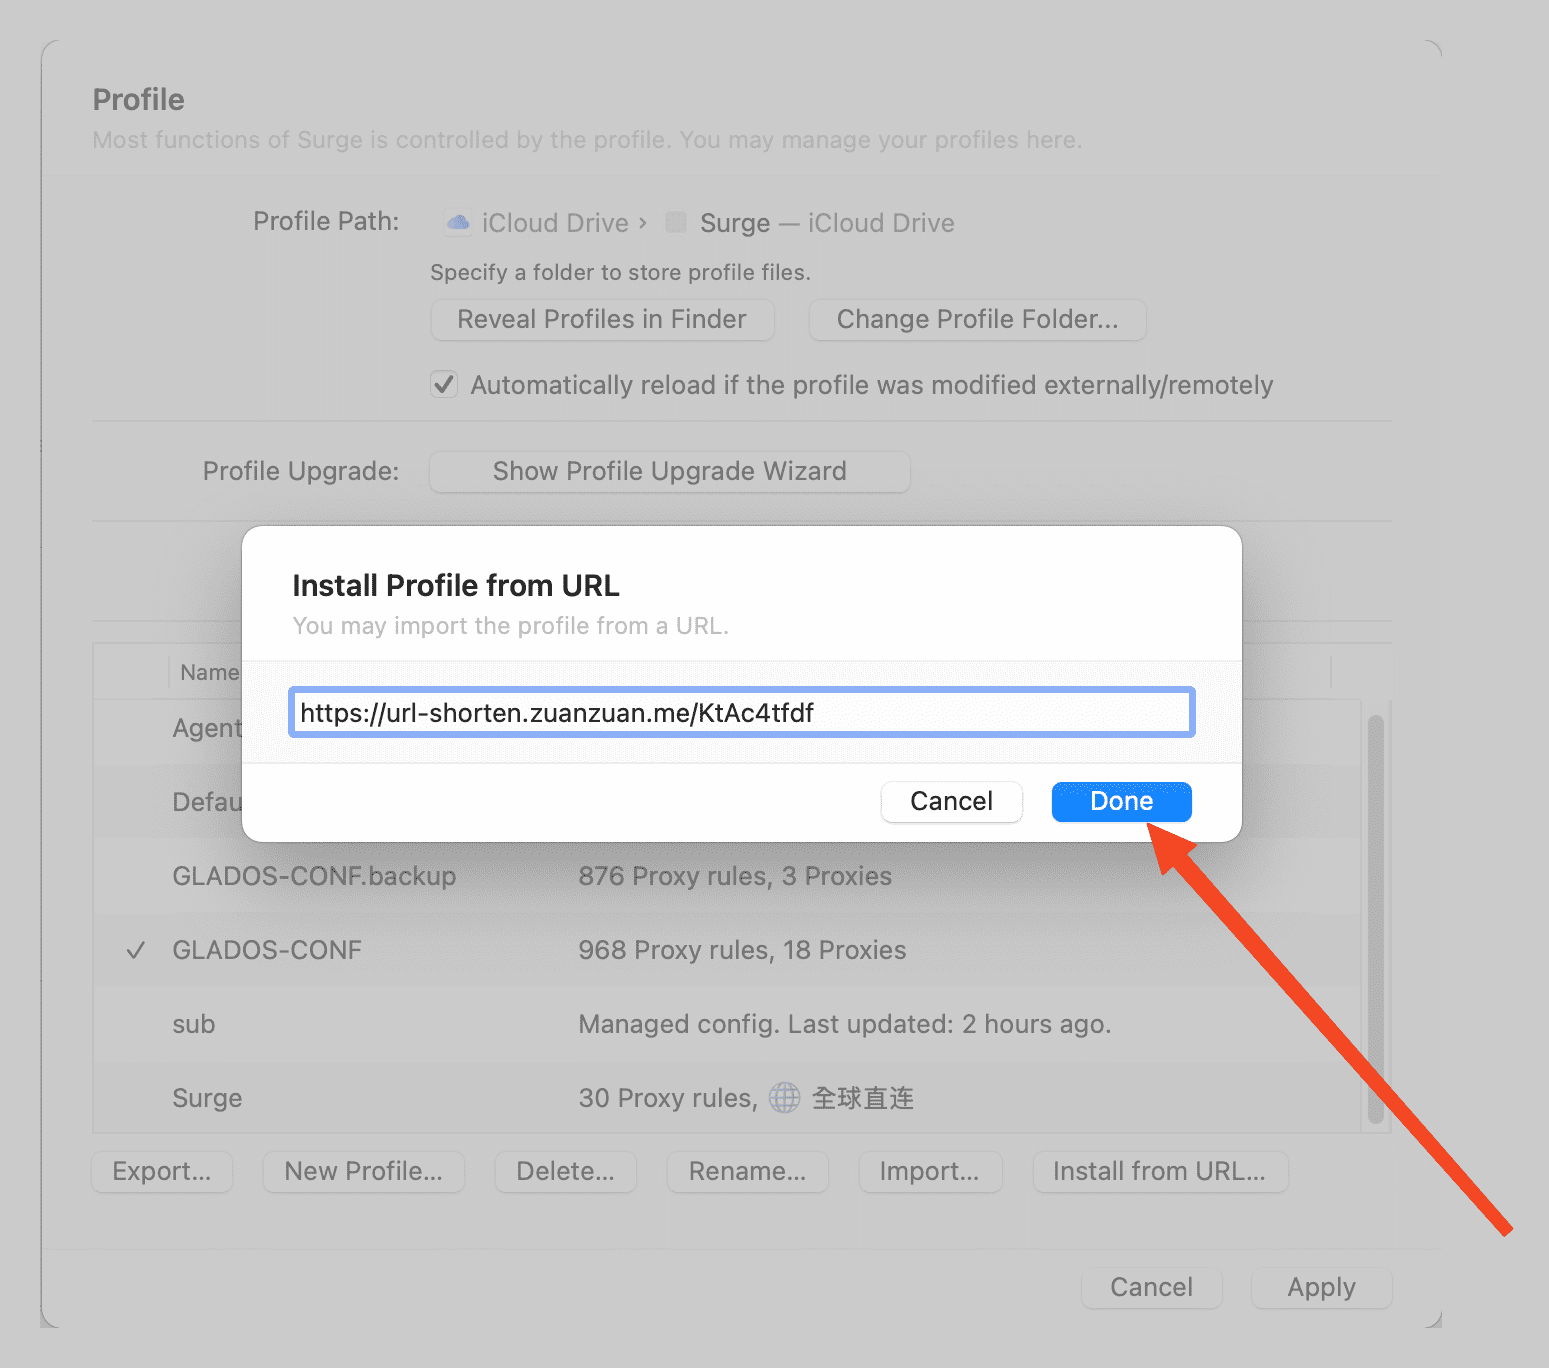 Profile
Most functions of Surge is controlled by the profile. You may manage your profiles here.
Profile Path: iCloud Drive › Surge — iCloud Drive
Specify a folder to store profile files.
Reveal Profiles in Finder Change Profile Folder...
Automatically reload if the profile was modified externally/remotely
Profile Upgrade: Show Profile Upgrade Wizard
Install Profile from URL
You may import the profile from a URL.
https://url-shorten.zuanzuan.me/KtAc4tfdf
Cancel Done
Name
Agent
Defau
GLADOS-CONF.backup 876 Proxy rules, 3 Proxies
✓ GLADOS-CONF 968 Proxy rules, 18 Proxies
sub Managed config. Last updated: 2 hours ago.
Surge 30 Proxy rules, 🌐 全球直连
Export... New Profile... Delete... Rename... Import... Install from URL...
Cancel Apply